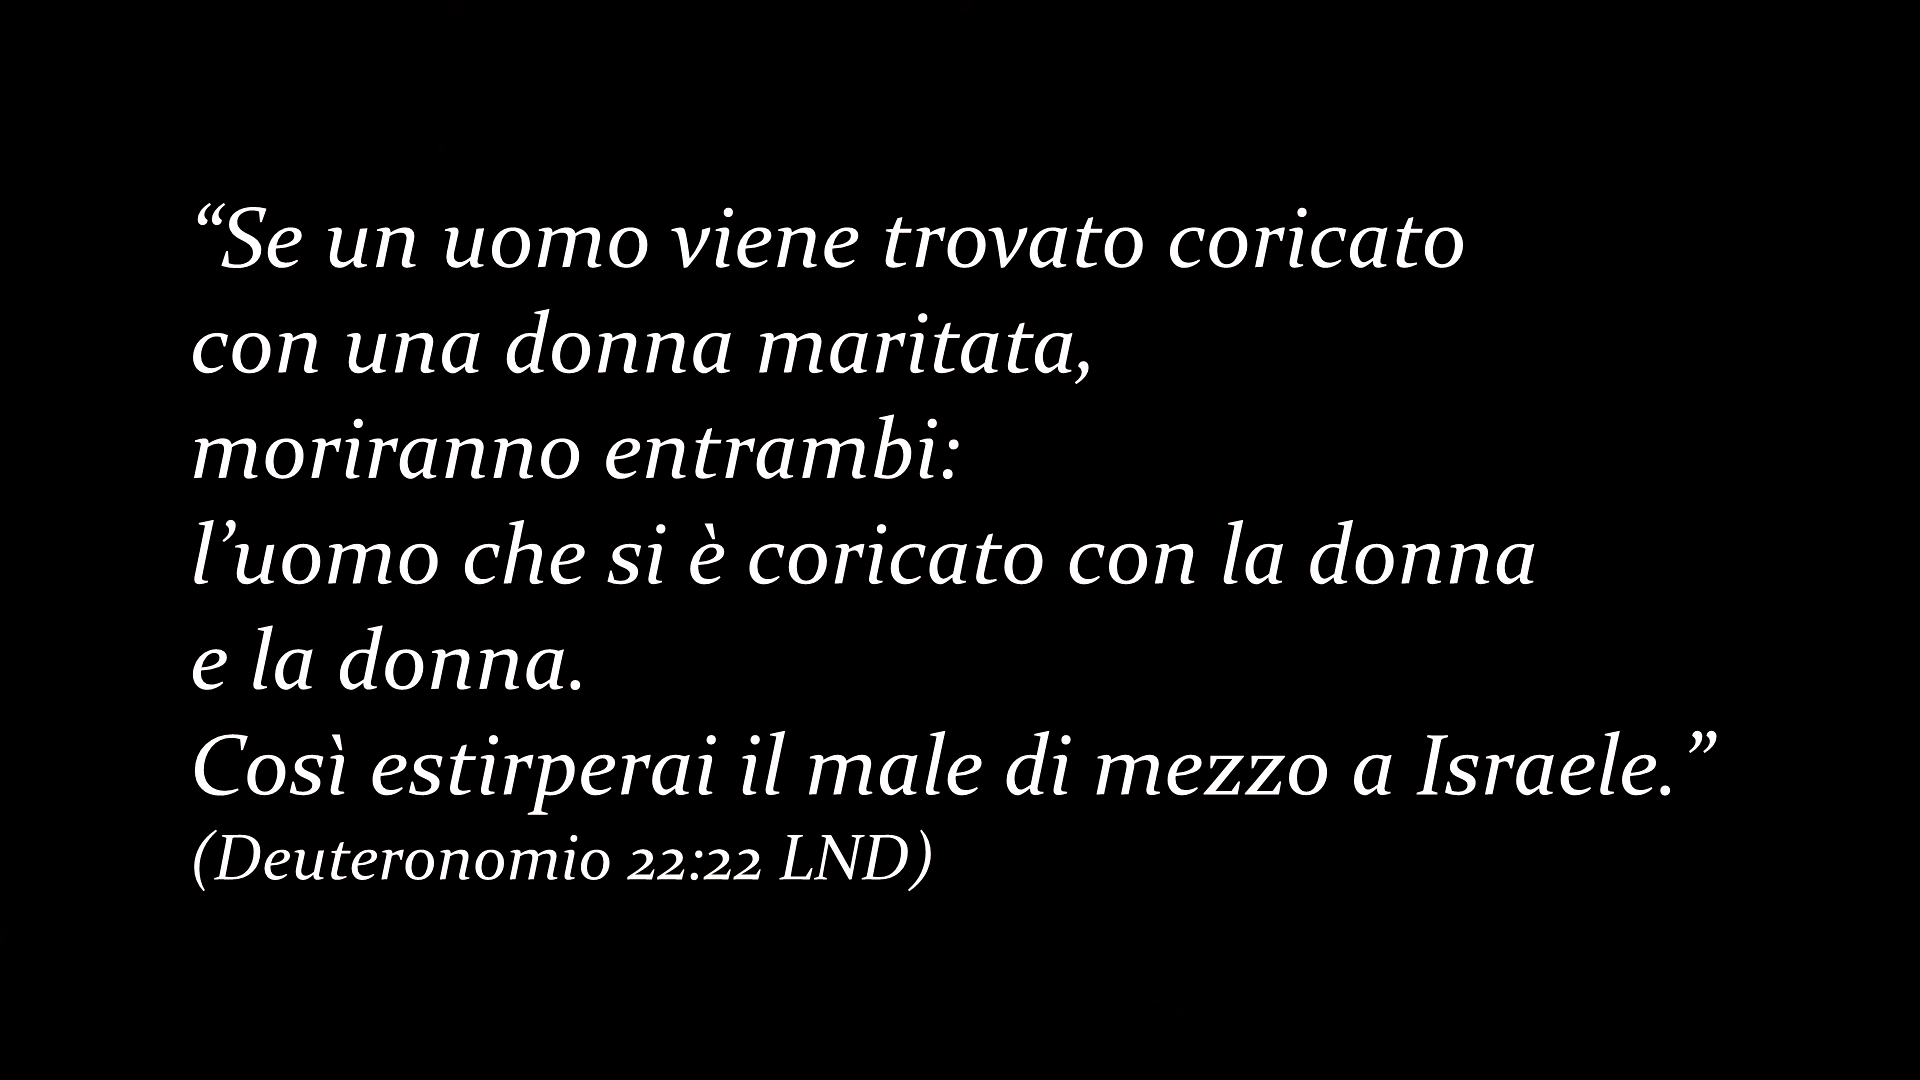 “Se un uomo viene trovato coricato
con una donna maritata,
moriranno entrambi:
l’uomo che si è coricato con la donna
e la donna.
Così estirperai il male di mezzo a Israele.”
(Deuteronomio 22:22 LND)